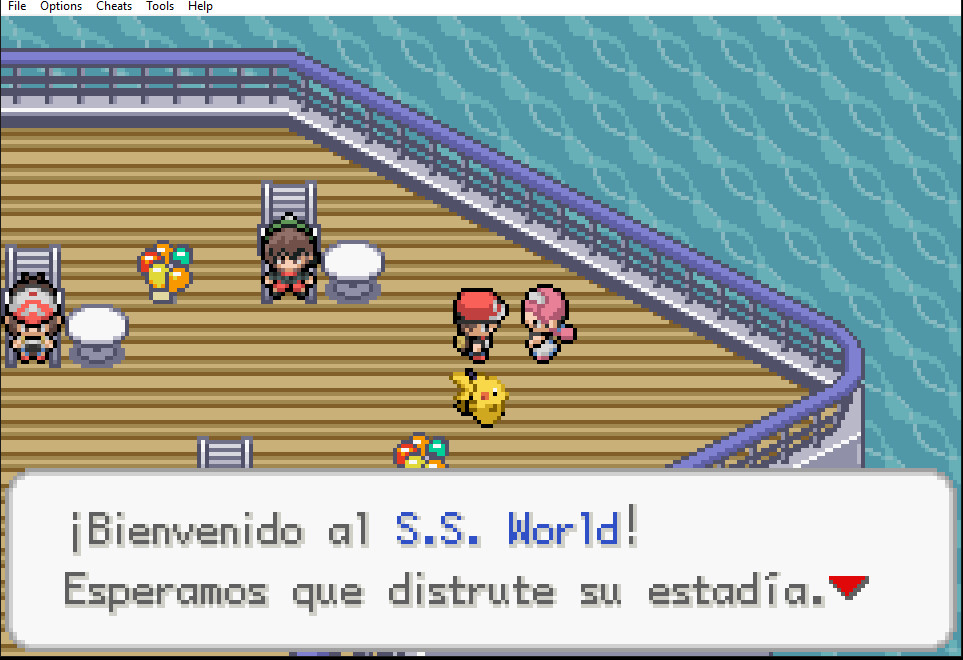 File Options Cheats Tools Help
¡Bienvenido al S.S. World!
Esperamos que distrute su estadía.